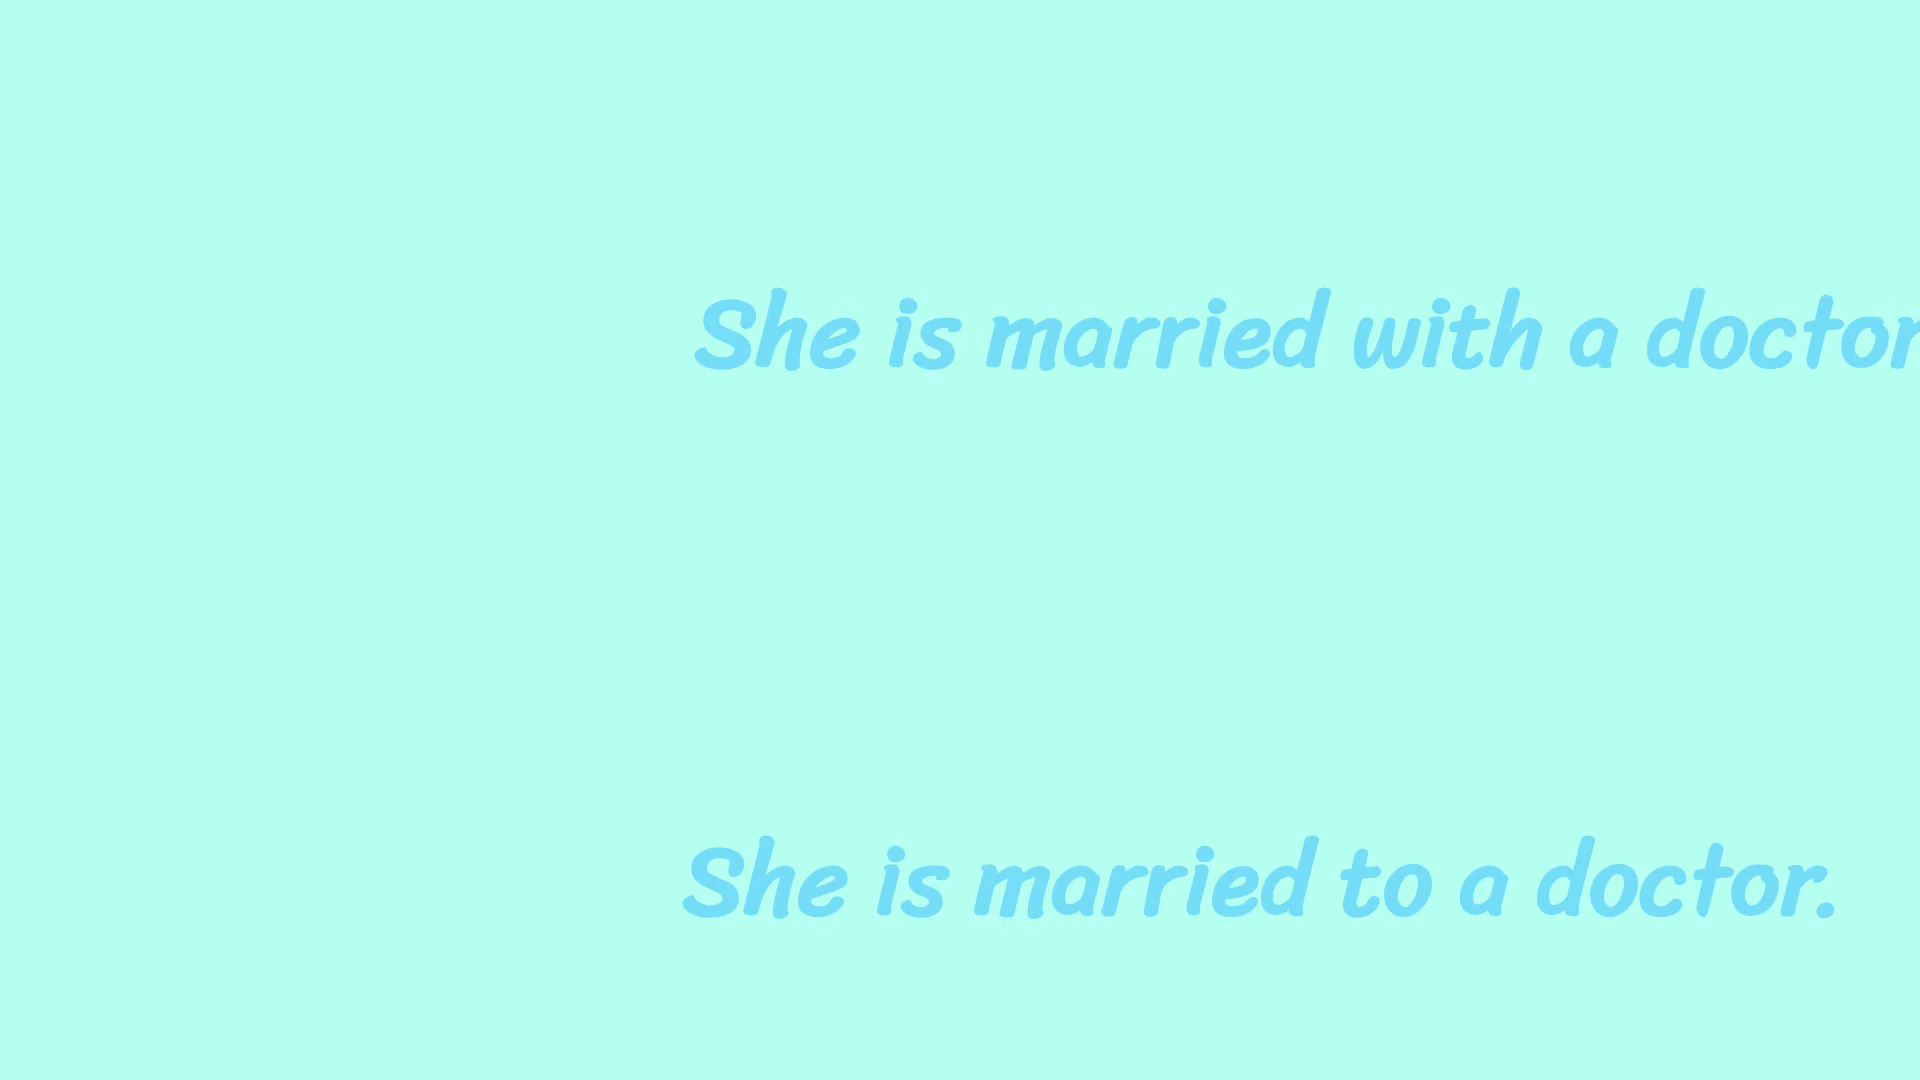 She is married with a doctor
She is married to a doctor.